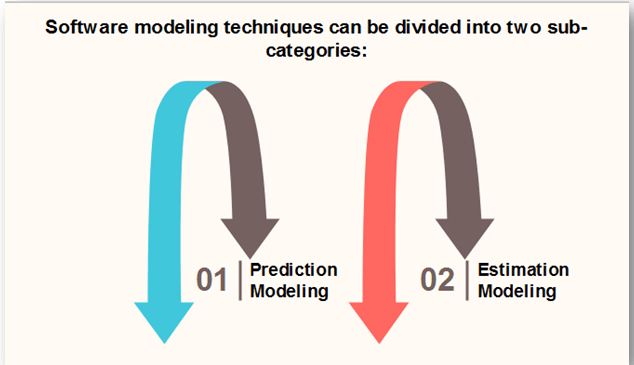 Software modeling techniques can be divided into two sub-
categories:
01
Prediction
Modeling
02
Estimation
Modeling